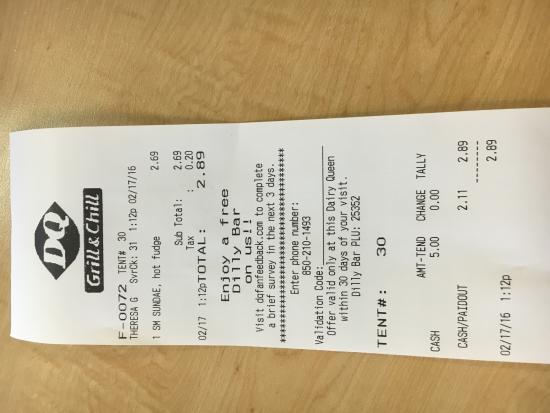 DQ
Grill & Chill
F-0072 TENT# 30
THERESA G SvrCk: 31 1:12p 02/17/16
1 SM SUNDAE, hot fudge 2.69
Sub Total: 2.69
Tax : 0.20
02/17 1:12pTOTAL: 2.89
Enjoy a free
Dilly Bar
on us!!
Visit dqfanfeedback.com to complete
a brief survey in the next 3 days.
Enter phone number:
850-210-1493
Validation Code:
Offer valid only at this Dairy Queen
within 30 days of your visit.
Dilly Bar PLU: 25352
TENT#: 30
AMT-TEND CHANGE TALLY
CASH 5.00 0.00
CASH/PAIDOUT 2.11 2.89
--------
2.89
02/17/16 1:12p